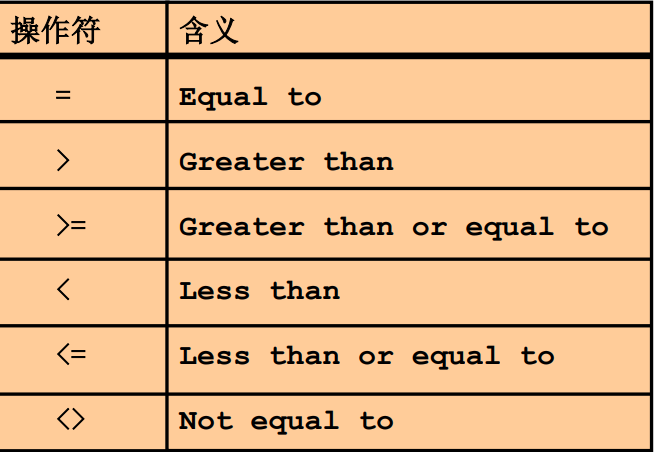 操作符 含义
= Equal to
> Greater than
>= Greater than or equal to
< Less than
<= Less than or equal to
<> Not equal to